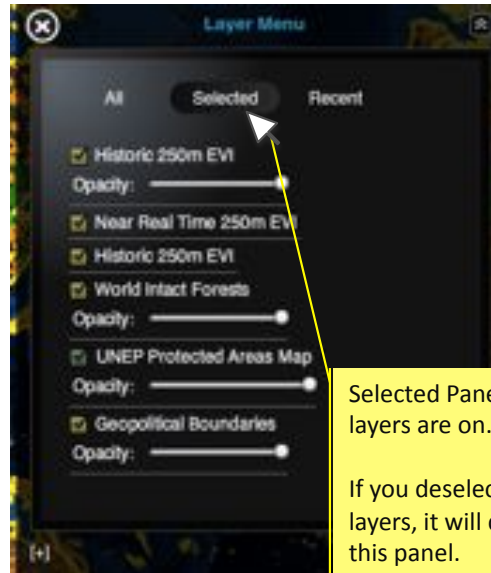 Layer Menu
All Selected Recent
Historic 250m EVI
Opacity:
Near Real Time 250m EVI
Historic 250m EVI
World Intact Forests
Opacity:
UNEP Protected Areas Map
Opacity:
Geopolitical Boundaries
Opacity:
[+]
Selected Pane
layers are on.
If you deselec
layers, it will
this panel.